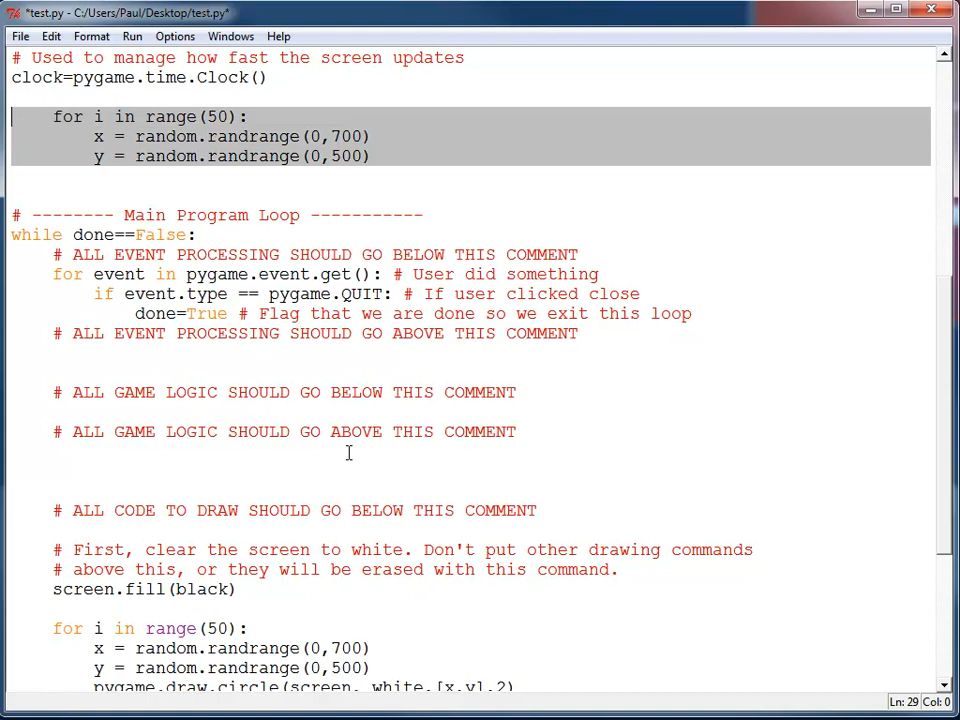 *test.py - C:/Users/Paul/Desktop/test.py*
File Edit Format Run Options Windows Help
# Used to manage how fast the screen updates
clock=pygame.time.Clock()
    for i in range(50):
        x = random.randrange(0,700)
        y = random.randrange(0,500)
# -------- Main Program Loop -----------
while done==False:
    # ALL EVENT PROCESSING SHOULD GO BELOW THIS COMMENT
    for event in pygame.event.get(): # User did something
        if event.type == pygame.QUIT: # If user clicked close
            done=True # Flag that we are done so we exit this loop
    # ALL EVENT PROCESSING SHOULD GO ABOVE THIS COMMENT
    # ALL GAME LOGIC SHOULD GO BELOW THIS COMMENT
    # ALL GAME LOGIC SHOULD GO ABOVE THIS COMMENT
    # ALL CODE TO DRAW SHOULD GO BELOW THIS COMMENT
    # First, clear the screen to white. Don't put other drawing commands
    # above this, or they will be erased with this command.
    screen.fill(black)
    for i in range(50):
        x = random.randrange(0,700)
        y = random.randrange(0,500)
        pygame.draw.circle(screen, white,[x,y],2)
Ln: 29 Col: 0